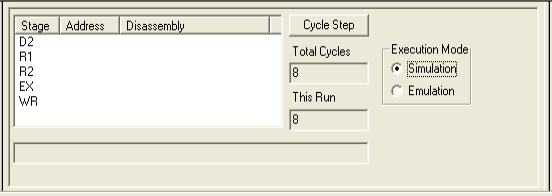 Stage Address Disassembly
D2
R1
R2
EX
WR
Cycle Step
Total Cycles
8
This Run
8
Execution Mode
Simulation
Emulation